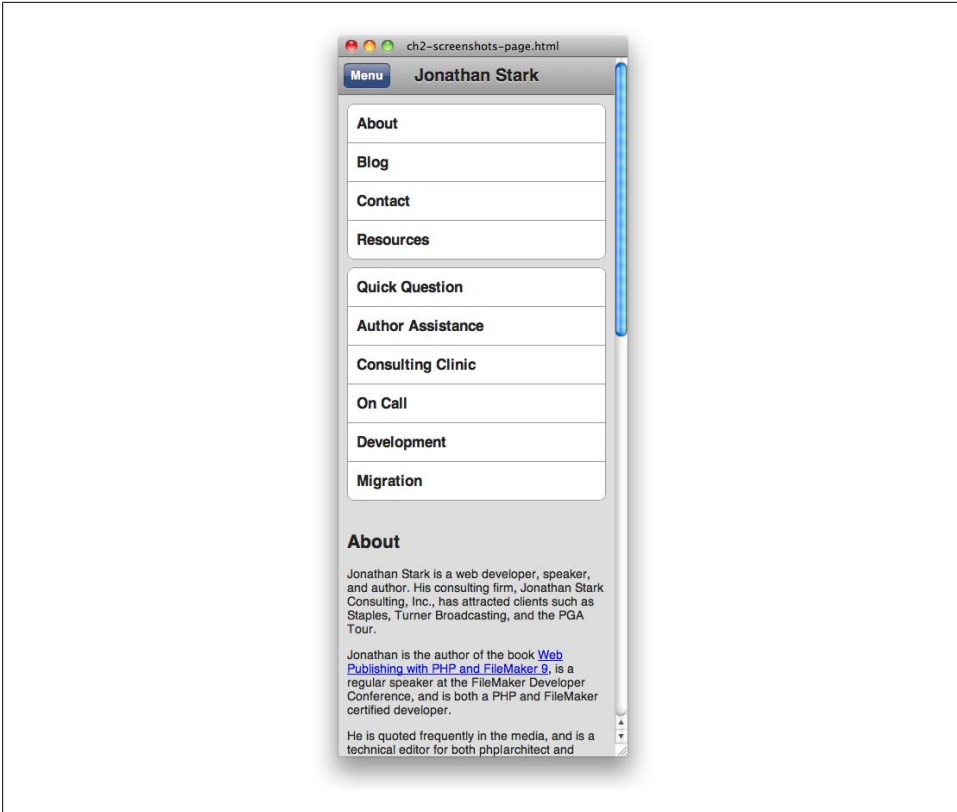 ch2-screenshots-page.html
Menu
Jonathan Stark
About
Blog
Contact
Resources
Quick Question
Author Assistance
Consulting Clinic
On Call
Development
Migration
About
Jonathan Stark is a web developer, speaker,
and author. His consulting firm, Jonathan Stark
Consulting, Inc., has attracted clients such as
Staples, Turner Broadcasting, and the PGA
Tour.
Jonathan is the author of the book Web
Publishing with PHP and FileMaker 9, is a
regular speaker at the FileMaker Developer
Conference, and is both a PHP and FileMaker
certified developer.
He is quoted frequently in the media, and is a
technical editor for both php|architect and